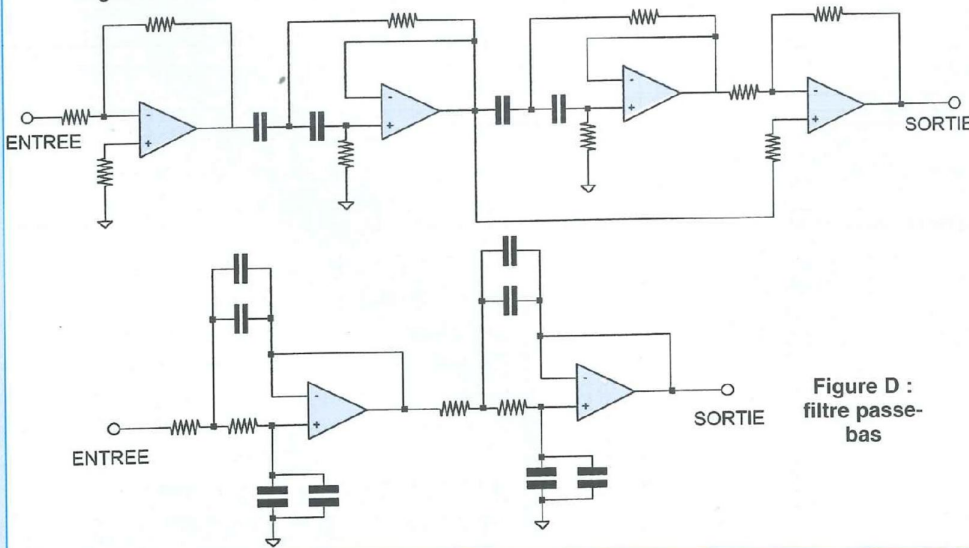 ENTREE
SORTIE
ENTREE
SORTIE
Figure D :
filtre passe-
bas